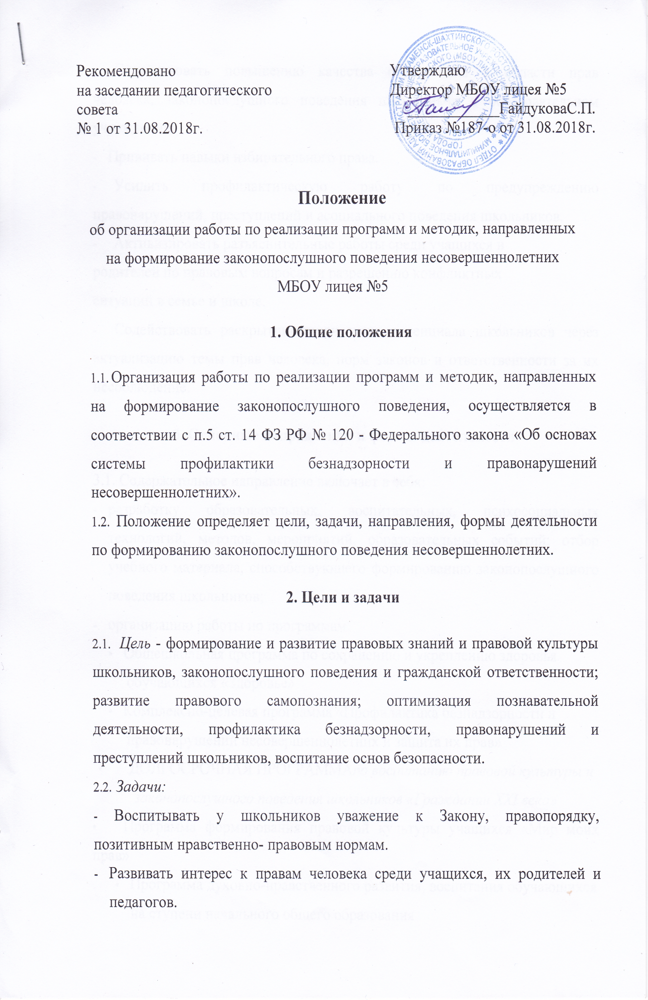 Рекомендовано
на заседании педагогического
совета
№ 1 от 31.08.2018г.
Утверждаю
Директор МБОУ лицея №5
ГайдуковаС.П.
Приказ № 187-о от 31.08.2018г.
Положение
об организации работы по реализации программ и методик, направленных
на формирование законопослушного поведения несовершеннолетних
МБОУ лицея №5
1. Общие положения
1.1. Организация работы по реализации программ и методик, направленных
на формирование законопослушного поведения, осуществляется в
соответствии с п.5 ст. 14 ФЗ РФ № 120 - Федерального закона «Об основах
системы профилактики безнадзорности и правонарушений
несовершеннолетних».
1.2. Положение определяет цели, задачи, направления, формы деятельности
по формированию законопослушного поведения несовершеннолетних.
2. Цели и задачи
2.1. Цель - формирование и развитие правовых знаний и правовой культуры
школьников, законопослушного поведения и гражданской ответственности;
развитие правового самопознания; оптимизация познавательной
деятельности, профилактика безнадзорности, правонарушений и
преступлений школьников, воспитание основ безопасности.
2.2. Задачи:
- Воспитывать у школьников уважение к Закону, правопорядку,
позитивным нравственно- правовым нормам.
- Развивать интерес к правам человека среди учащихся, их родителей и
педагогов.